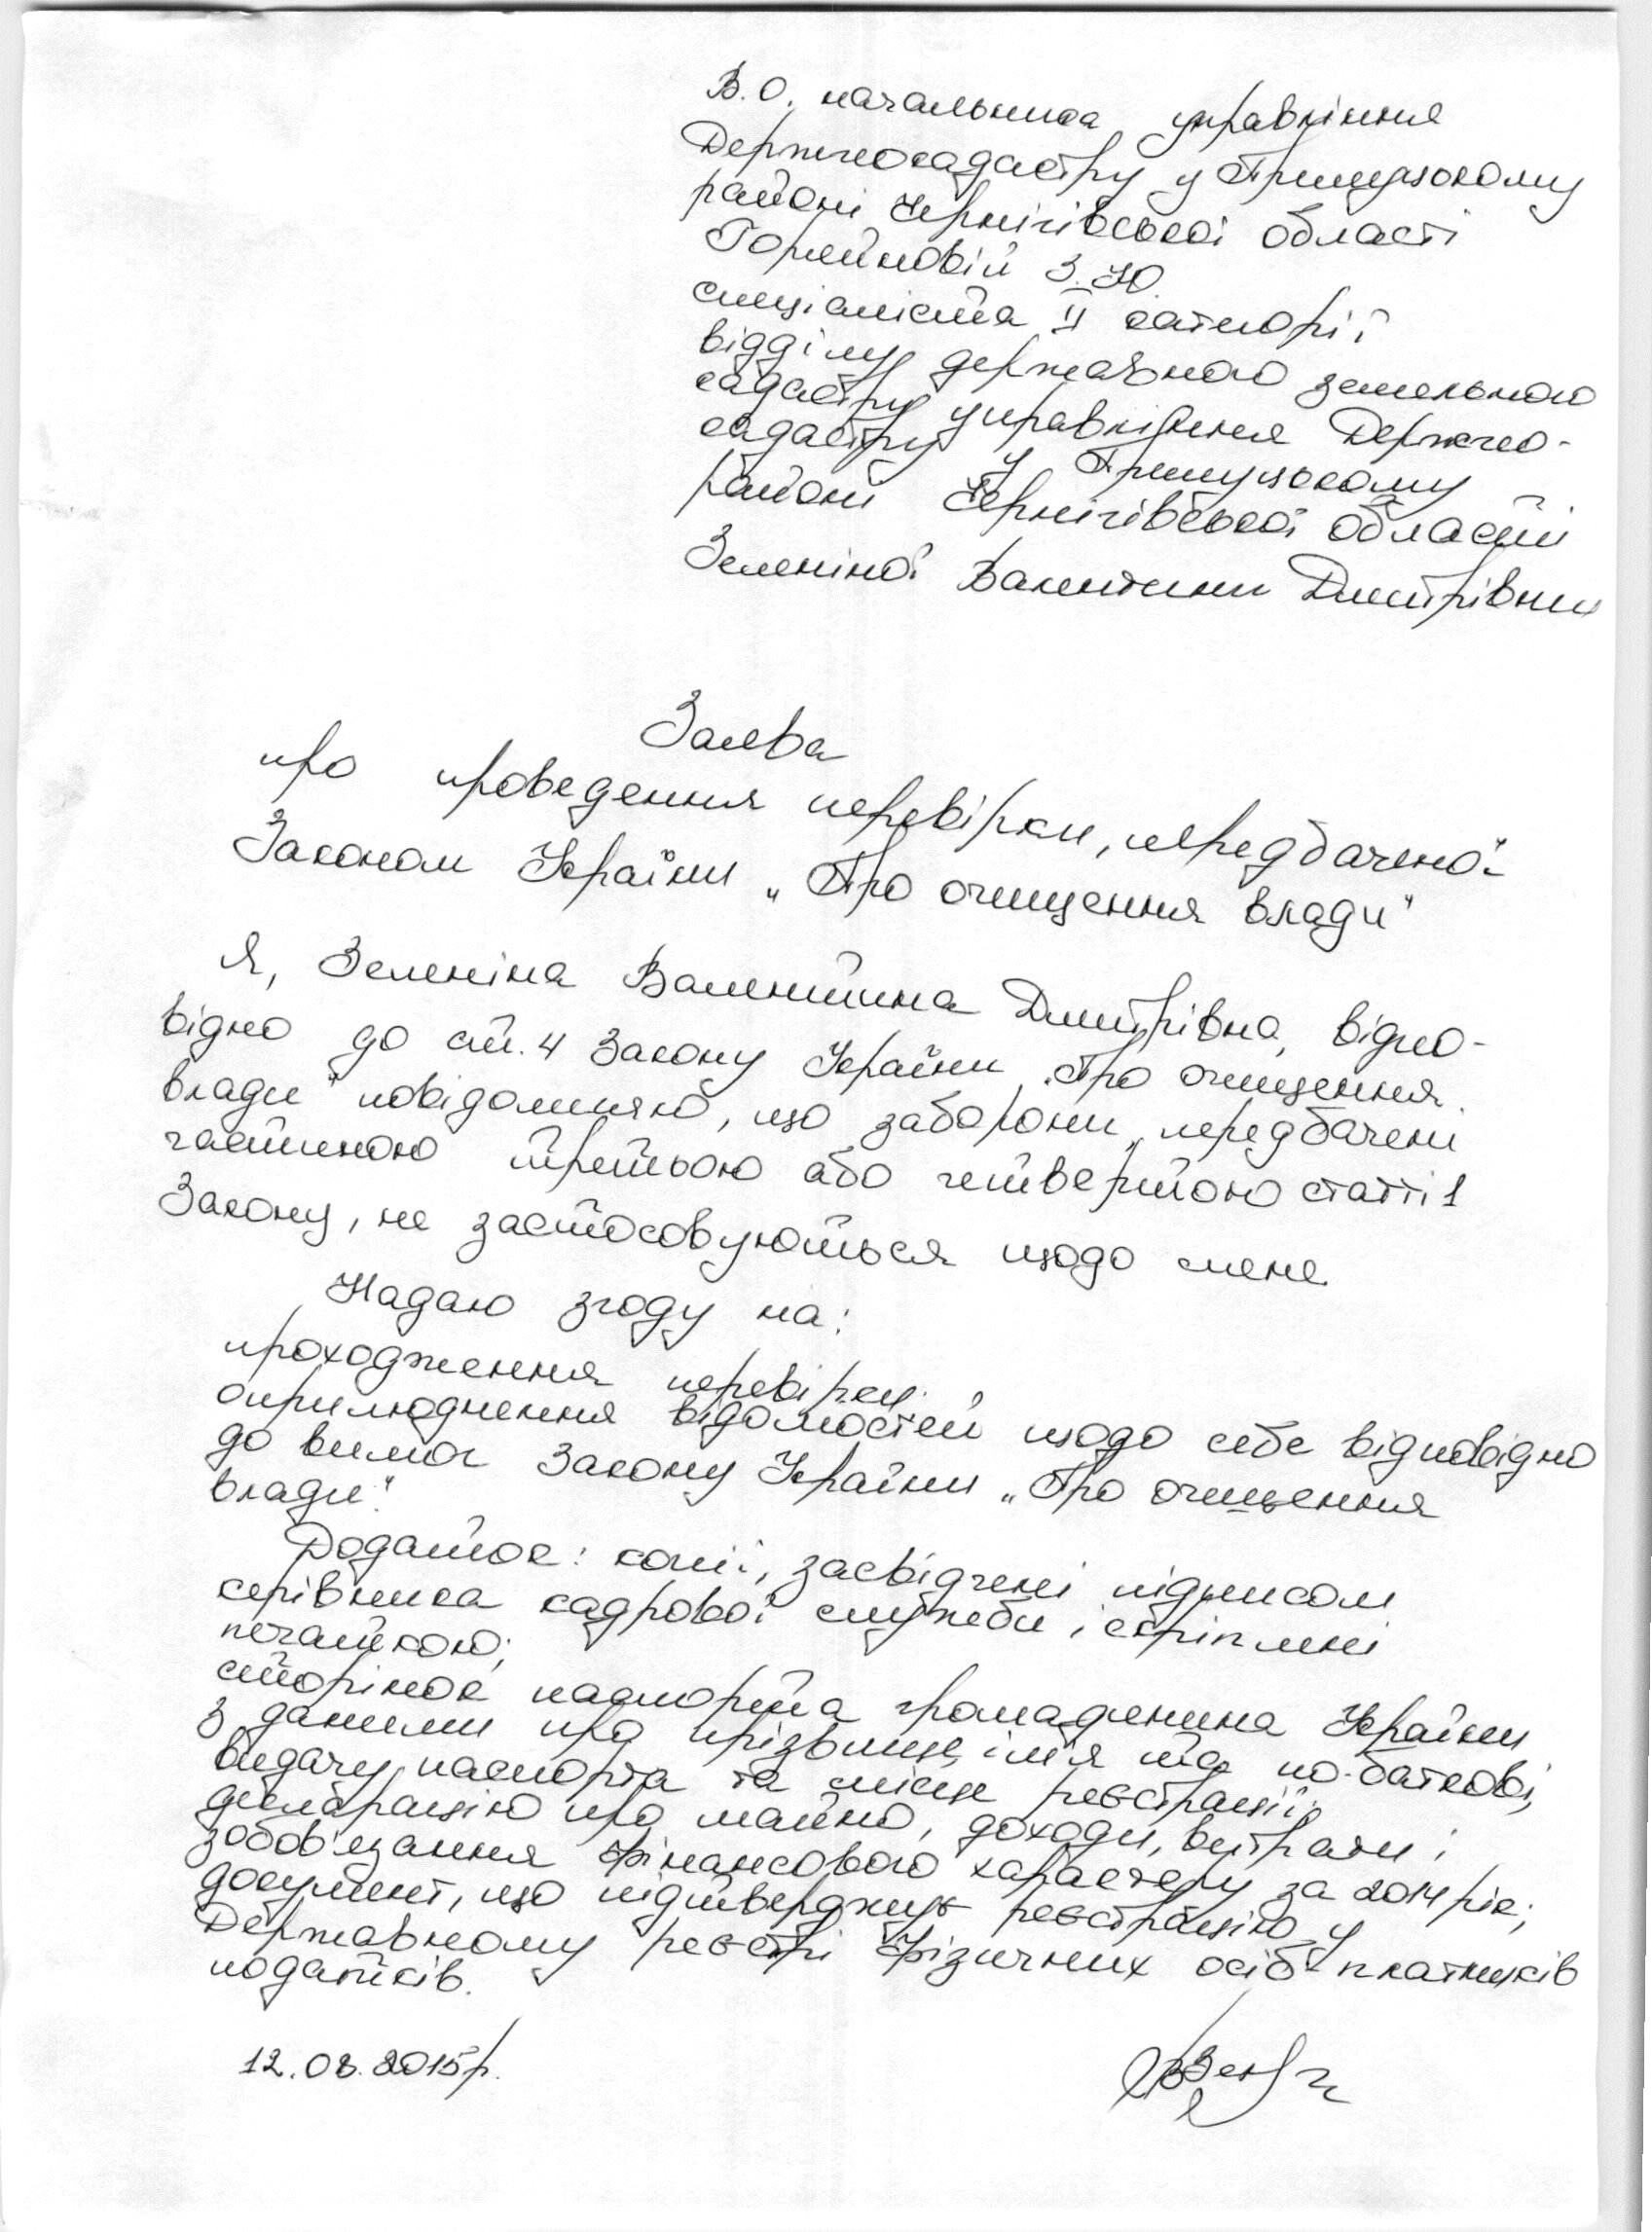 В.О. начальника управління
Держгеокадастру у Прилуцькому
районі Чернігівської області
З.Ю.
спеціаліста II категорії
відділу державного земельного
кадастру управління Держгео-
кадастру у Прилуцькому
районі Чернігівської області
Зеленіної Валентини Дмитрівни
Заява
про проведення перевірки, передбаченої
Законом України „Про очищення влади"
Я, Зеленіна Валентина Дмитрівна, відпо-
відно до ст. 4 Закону України „Про очищення
влади" повідомляю, що заборони, передбачені
частиною третьою або четвертою статті 1
Закону, не застосовуються щодо мене.
Надаю згоду на:
проходження перевірки;
оприлюднення відомостей щодо себе відповідно
до вимог Закону України „Про очищення
влади".
Додаток: копії, засвідчені підписом
керівника кадрової служби і скріплені
печаткою;
сторінок паспорта громадянина України
з даними про прізвище, ім'я та по-батькові,
видачу паспорта та місце реєстрації;
декларацію про майно, доходи, витрати і
зобов'язання фінансового характеру за 2014 рік;
документ, що підтверджує реєстрацію у
Державному реєстрі фізичних осіб-платників
податків.
12.08.2015р.